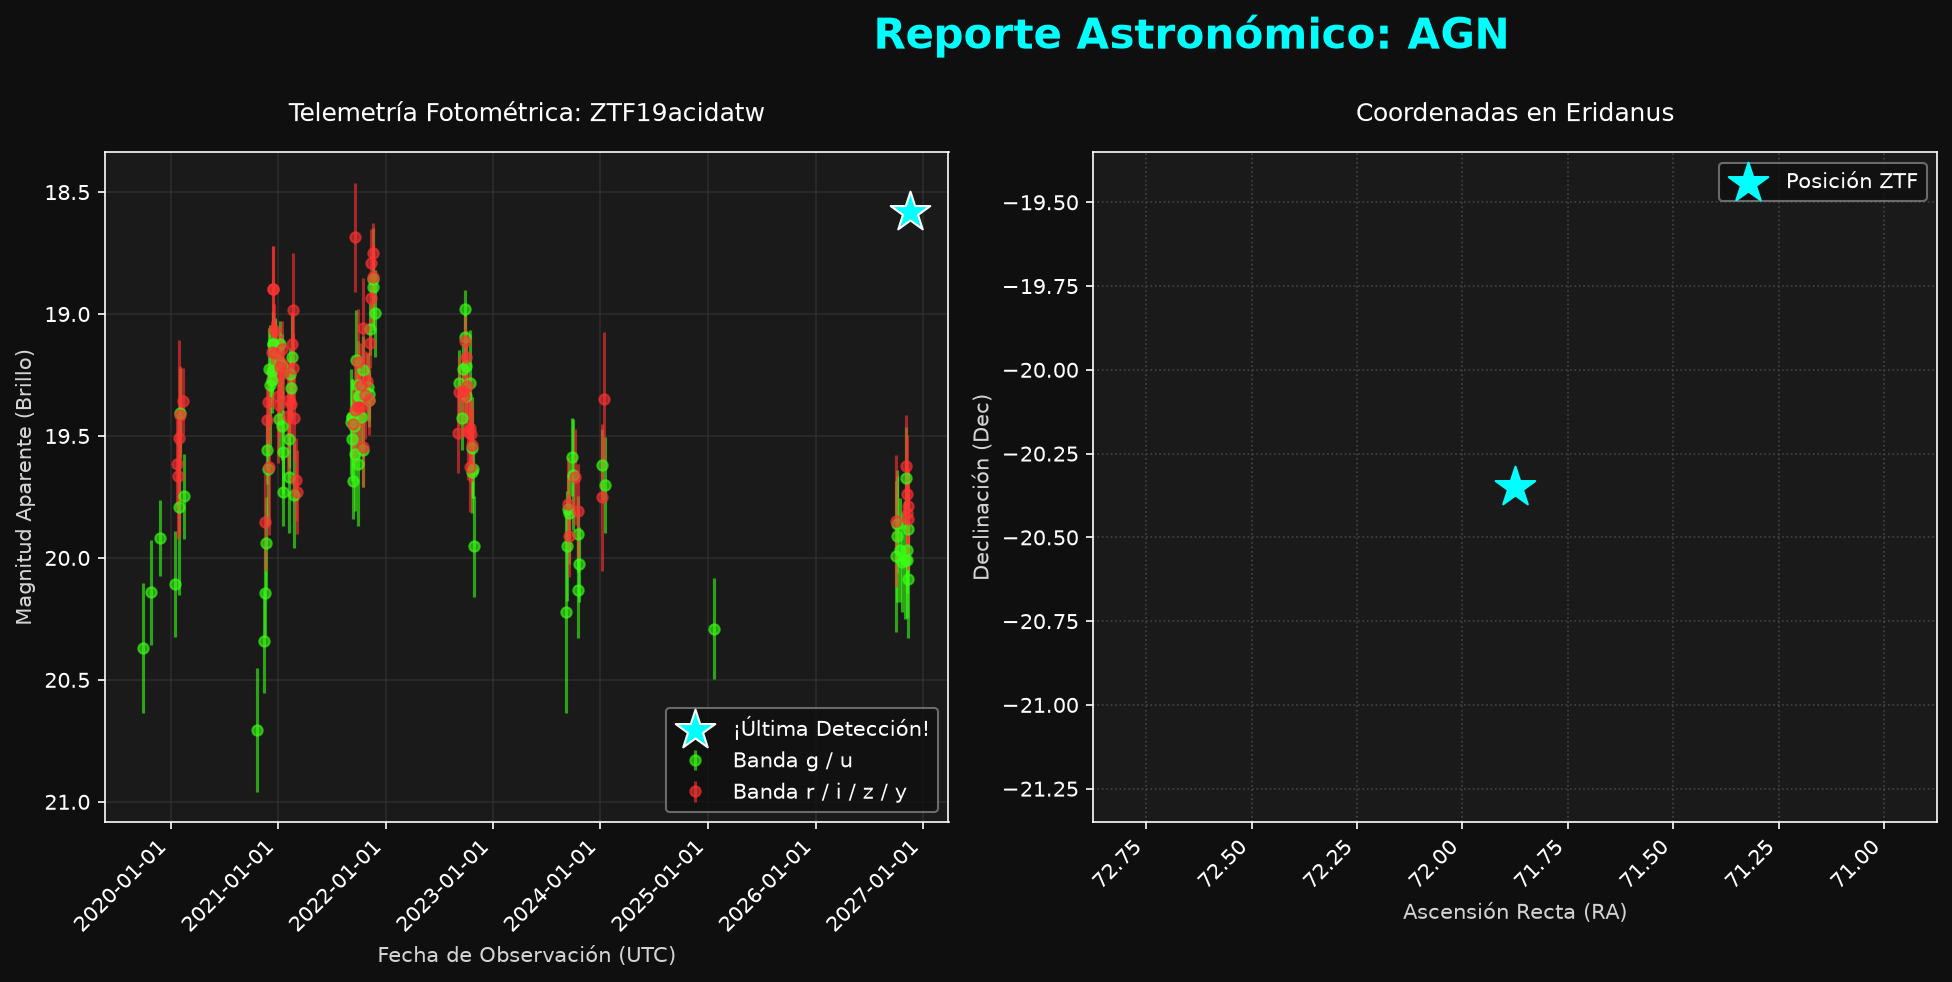 Reporte Astronómico: AGN
Telemetría Fotométrica: ZTF19acidatw
Magnitud Aparente (Brillo)
18.5
19.0
19.5
20.0
20.5
21.0
¡Última Detección!
Banda g / u
Banda r / i / z / y
2020-01-01
2021-01-01
2022-01-01
2023-01-01
2024-01-01
2025-01-01
2026-01-01
2027-01-01
Fecha de Observación (UTC)
Coordenadas en Eridanus
Posición ZTF
Declinación (Dec)
−19.50
−19.75
−20.00
−20.25
−20.50
−20.75
−21.00
−21.25
72.75
72.50
72.25
72.00
71.75
71.50
71.25
71.00
Ascensión Recta (RA)